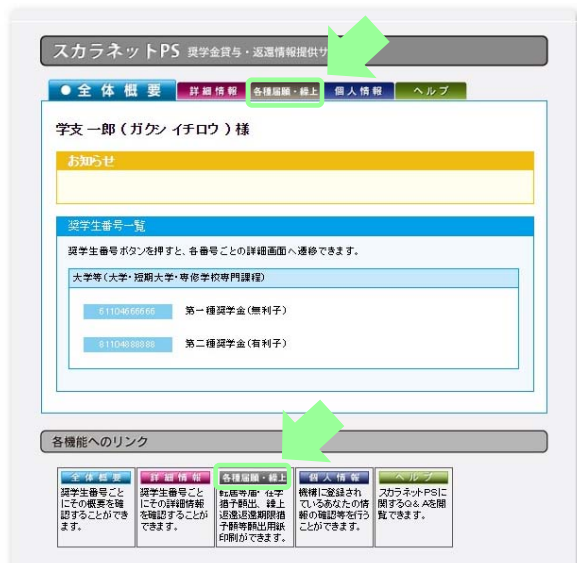 スカラネットPS 奨学金貸与・返還情報提供サ
●全体概要 詳細情報 各種届願・繰上 個人情報 ヘルプ
学支 一郎 ( ガクシ イチロウ ) 様
お知らせ
奨学生番号一覧
奨学生番号ボタンを押すと、各番号ごとの詳細画面へ遷移できます。
大学等(大学・短期大学・専修学校専門課程)
61104666666 第一種奨学金(無利子)
81104888888 第二種奨学金(有利子)
各機能へのリンク
全体概要
奨学生番号ごと
にその概要を確
認することができ
ます。
詳細情報
奨学生番号ごと
にその詳細情報
を確認することが
できます。
各種届願・繰上
転居等届・在学
猶予願出、繰上
返還返還期限猶
予願等願出用紙
印刷ができます。
個人情報
機構に登録され
ているあなたの情
報の確認等を行う
ことができます。
ヘルプ
スカラネットPSに
関するQ&Aを閲
覧できます。